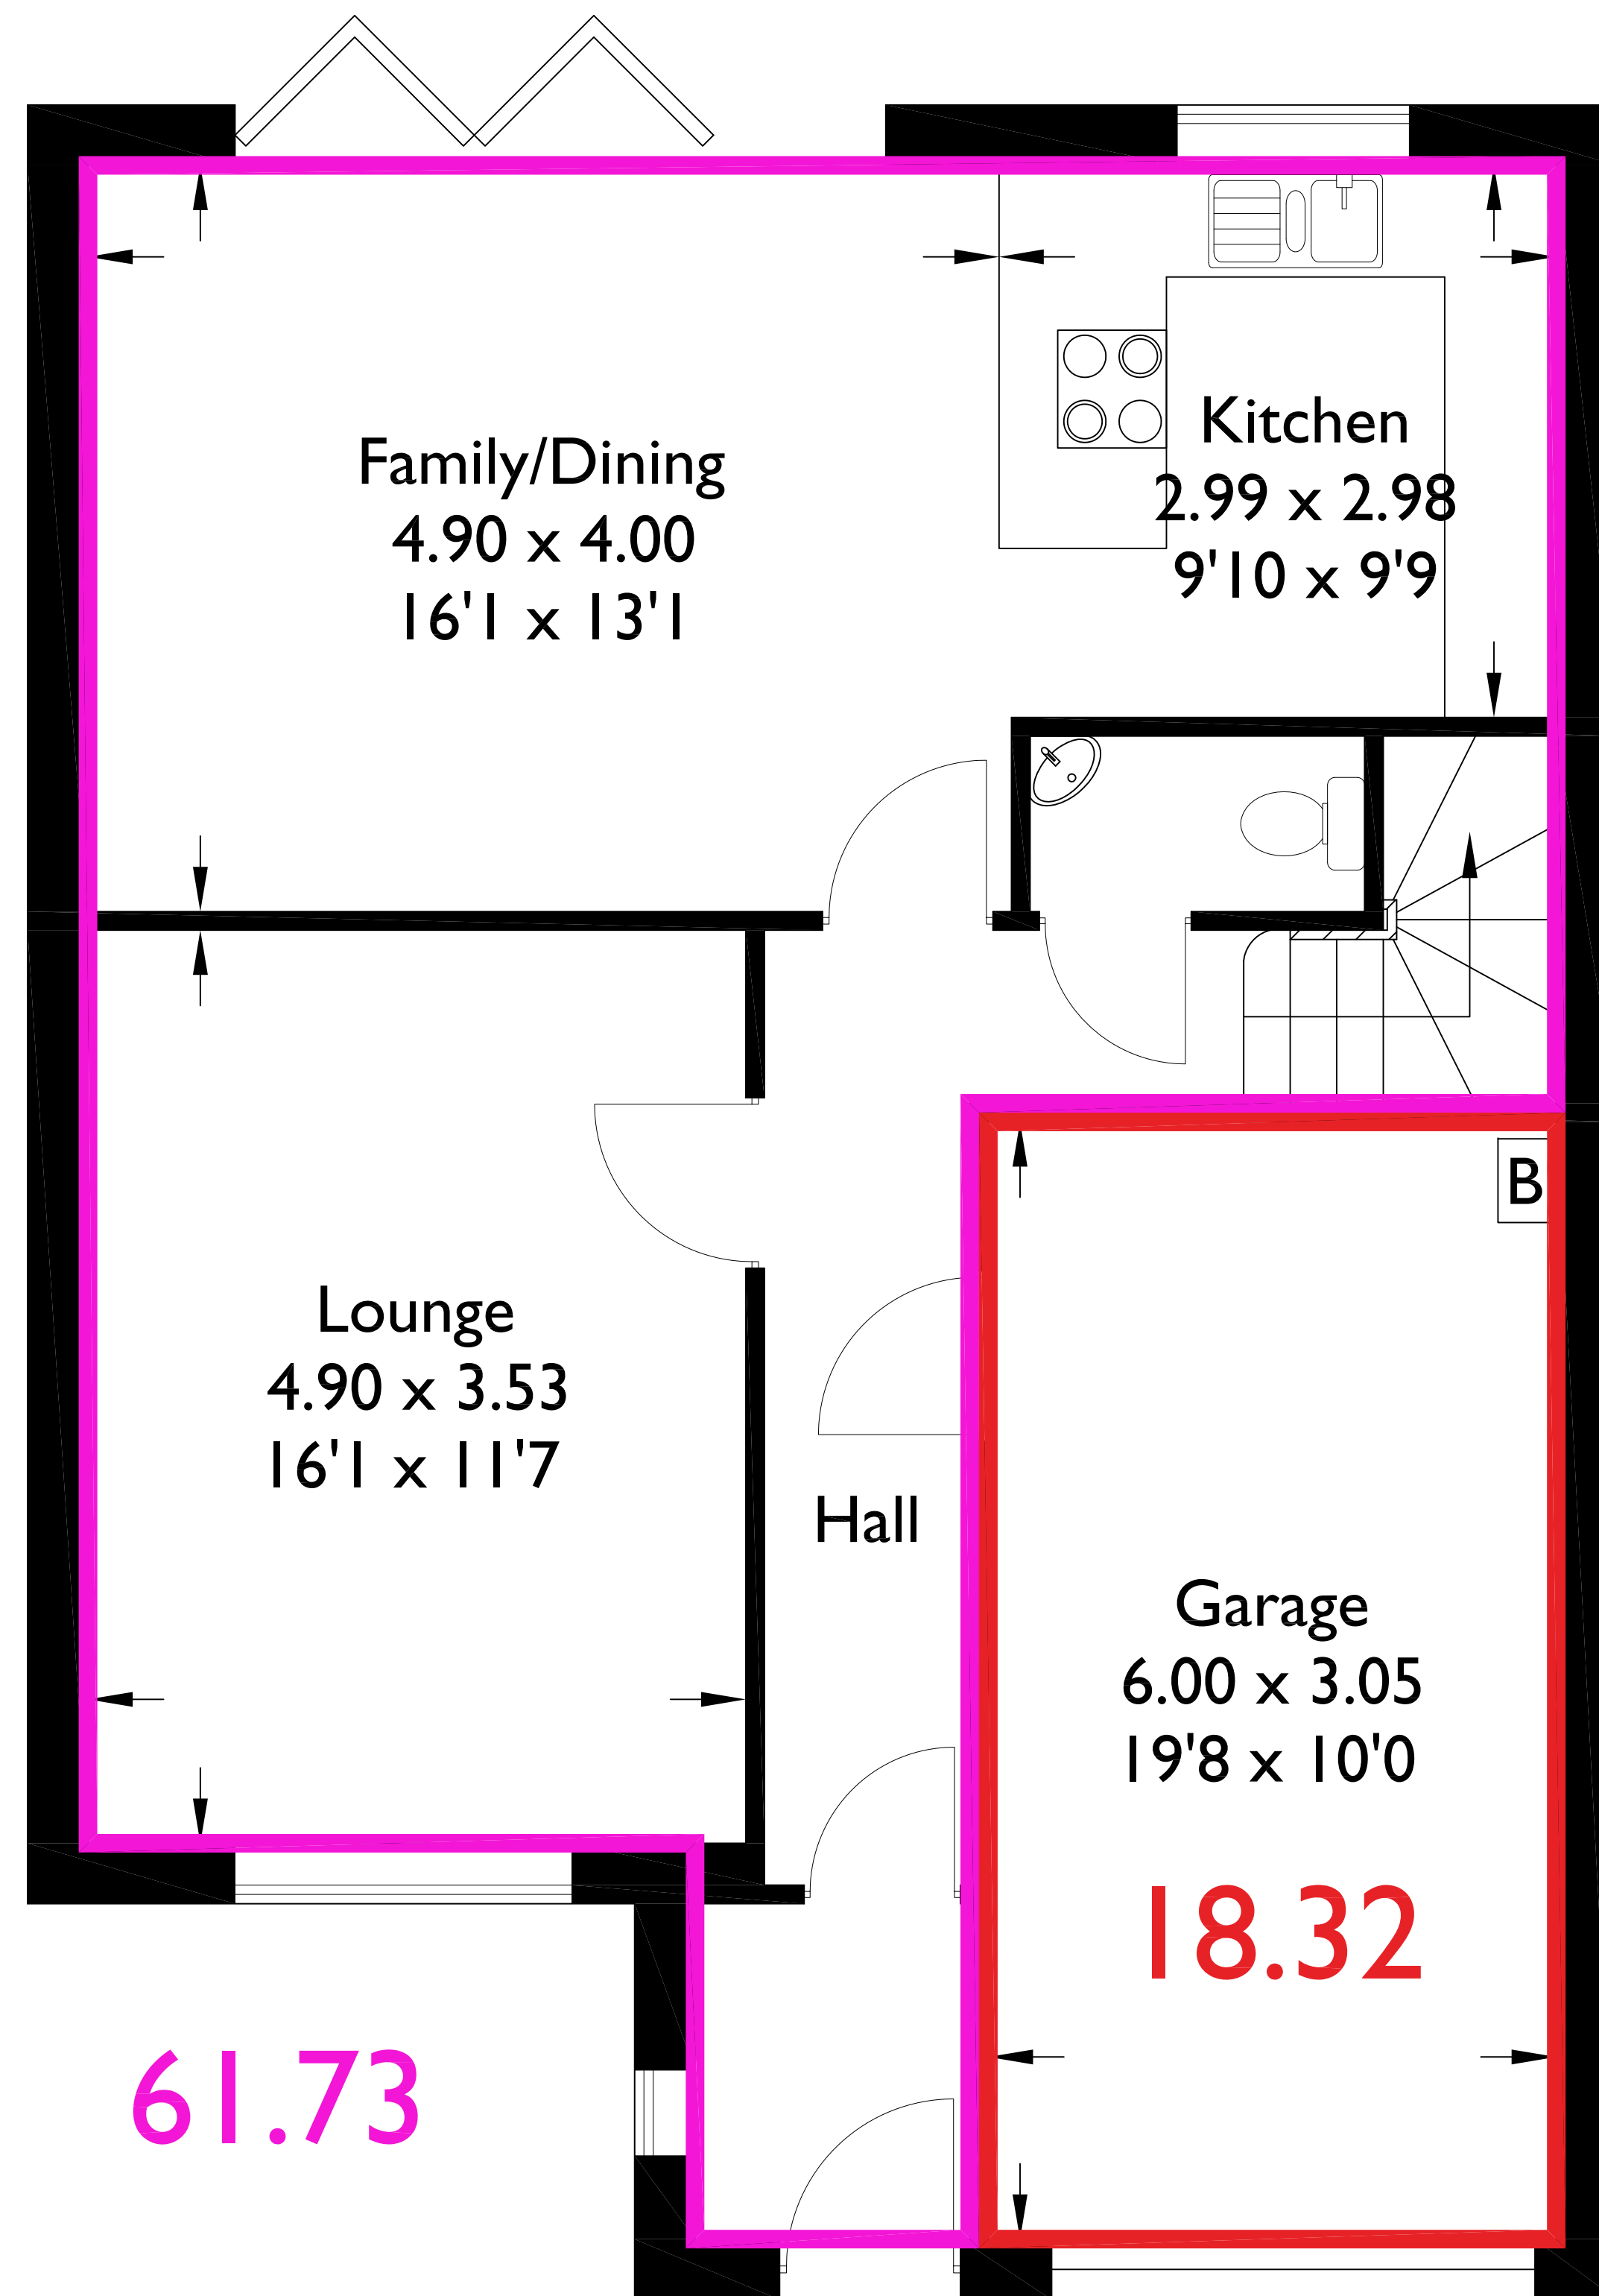 Family/Dining
4.90 x 4.00
16'1 x 13'1
Kitchen
2.99 x 2.98
9'10 x 9'9
B
Lounge
4.90 x 3.53
16'1 x 11'7
Hall
Garage
6.00 x 3.05
19'8 x 10'0
18.32
61.73